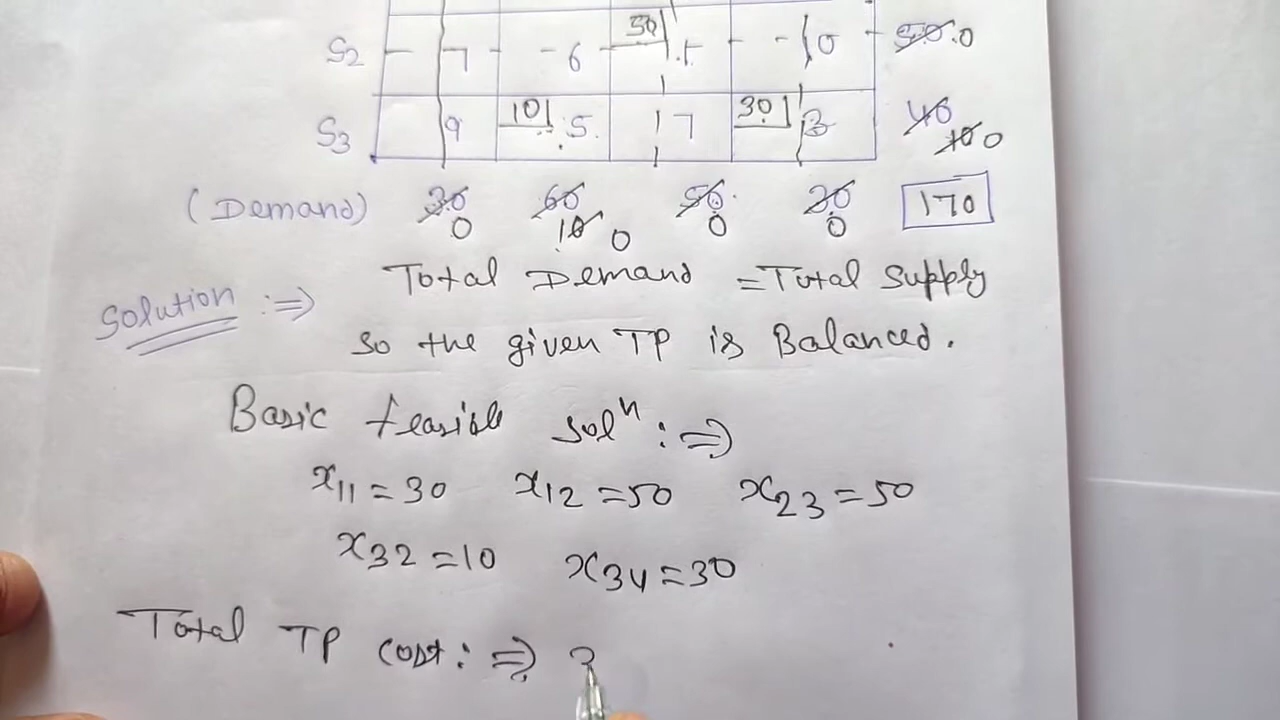 S2 7 6 50 1 10 50 0
S3 9 10 5 7 30 3 40 10 0
(Demand) 30 60 50 30 170
0 10 0 0 0
Solution :⇒ Total Demand = Total Supply
so the given TP is Balanced.
Basic feasible solⁿ :⇒
x11 = 30 x12 = 50 x23 = 50
x32 = 10 x34 = 30
Total TP cost :⇒